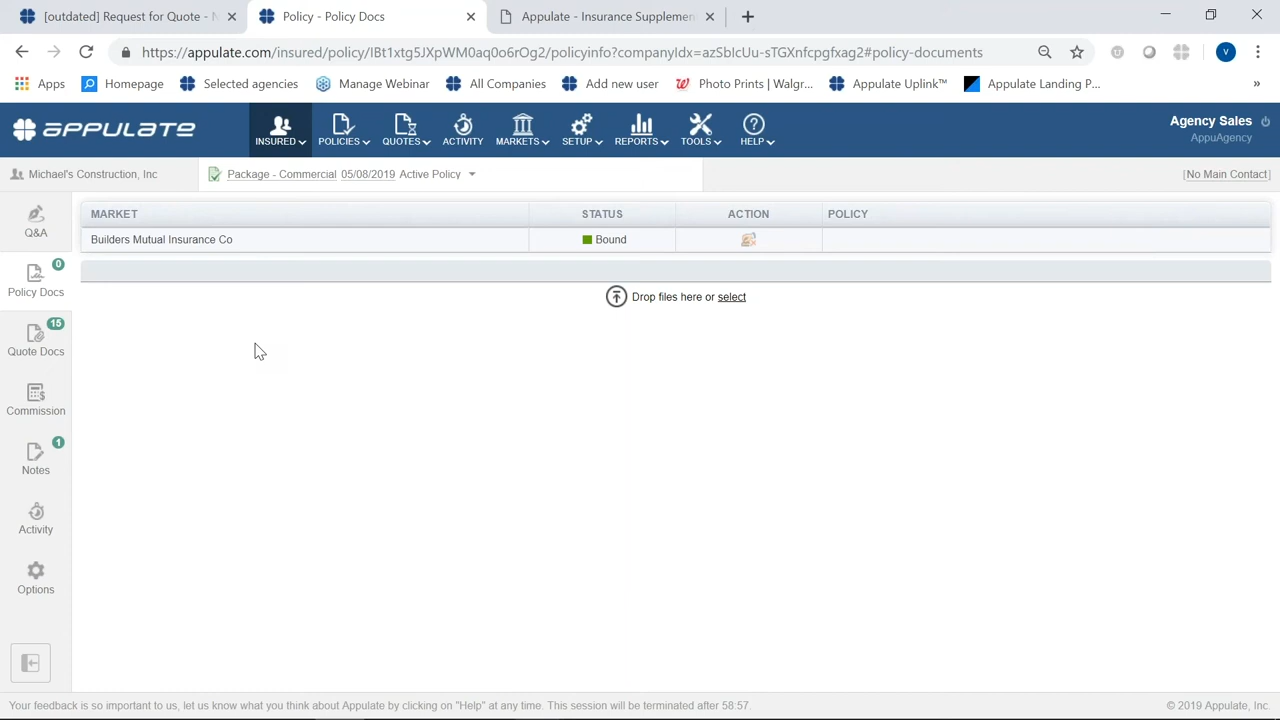 [outdated] Request for Quote - N
Policy - Policy Docs
Appulate - Insurance Supplemen
https://appulate.com/insured/policy/IBt1xtg5JXpWM0aq0o6rOg2/policyinfo?companyIdx=azSbIcUu-sTGXnfcpgfxag2#policy-documents
V
Apps
Homepage
Selected agencies
Manage Webinar
All Companies
Add new user
Photo Prints | Walgr...
Appulate Uplink™
Appulate Landing P...
»
APPULATE
INSURED
POLICIES
QUOTES
ACTIVITY
MARKETS
SETUP
REPORTS
TOOLS
HELP
Agency Sales
AppuAgency
Michael's Construction, Inc
Package - Commercial 05/08/2019 Active Policy
[No Main Contact]
Q&A
MARKET STATUS ACTION POLICY
Builders Mutual Insurance Co Bound
0
Policy Docs
Drop files here or select
15
Quote Docs
Commission
1
Notes
Activity
Options
Your feedback is so important to us, let us know what you think about Appulate by clicking on "Help" at any time. This session will be terminated after 58:57.
© 2019 Appulate, Inc.